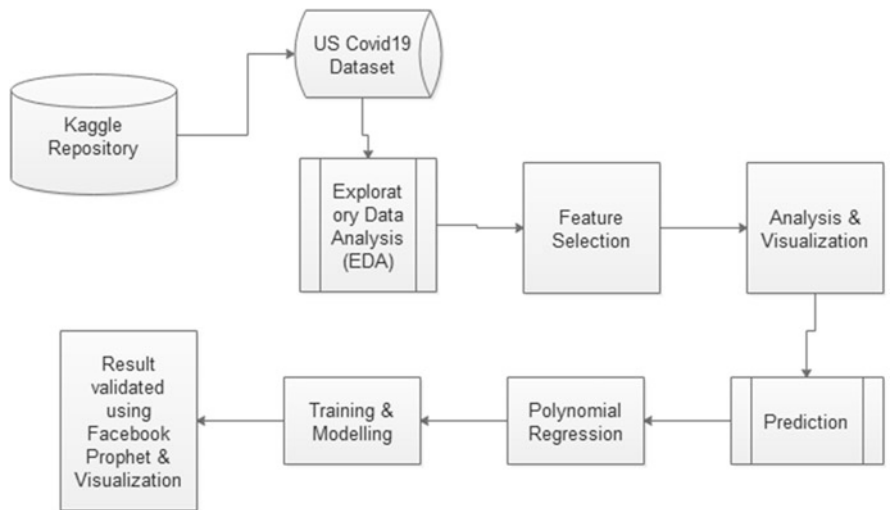 US Covid19
Dataset
Kaggle
Repository
Explorat
ory Data
Analysis
(EDA)
Feature
Selection
Analysis &
Visualization
Prediction
Polynomial
Regression
Training &
Modelling
Result
validated
using
Facebook
Prophet &
Visualization